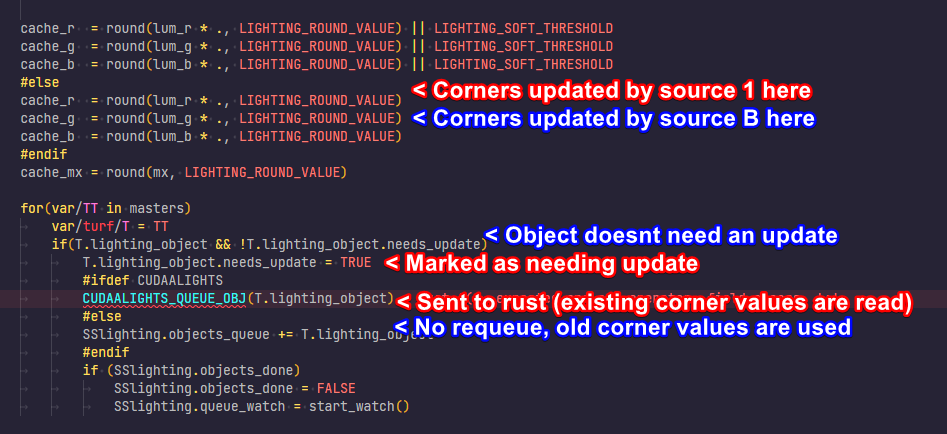 cache_r = round(lum_r * ., LIGHTING_ROUND_VALUE) || LIGHTING_SOFT_THRESHOLD
cache_g = round(lum_g * ., LIGHTING_ROUND_VALUE) || LIGHTING_SOFT_THRESHOLD
cache_b = round(lum_b * ., LIGHTING_ROUND_VALUE) || LIGHTING_SOFT_THRESHOLD
#else
< Corners updated by source 1 here
cache_r = round(lum_r * ., LIGHTING_ROUND_VALUE)
cache_g = round(lum_g * ., LIGHTING_ROUND_VALUE) < Corners updated by source B here
cache_b = round(lum_b * ., LIGHTING_ROUND_VALUE)
#endif
cache_mx = round(mx, LIGHTING_ROUND_VALUE)
for(var/TT in masters)
var/turf/T = TT
if(T.lighting_object && !T.lighting_object.needs_update) < Object doesnt need an update
T.lighting_object.needs_update = TRUE < Marked as needing update
#ifdef CUDAALIGHTS
CUDAALIGHTS_QUEUE_OBJ(T.lighting_object) < Sent to rust (existing corner values are read)
#else
< No requeue, old corner values are used
SSlighting.objects_queue += T.lighting_object
#endif
if (SSlighting.objects_done)
SSlighting.objects_done = FALSE
SSlighting.queue_watch = start_watch()